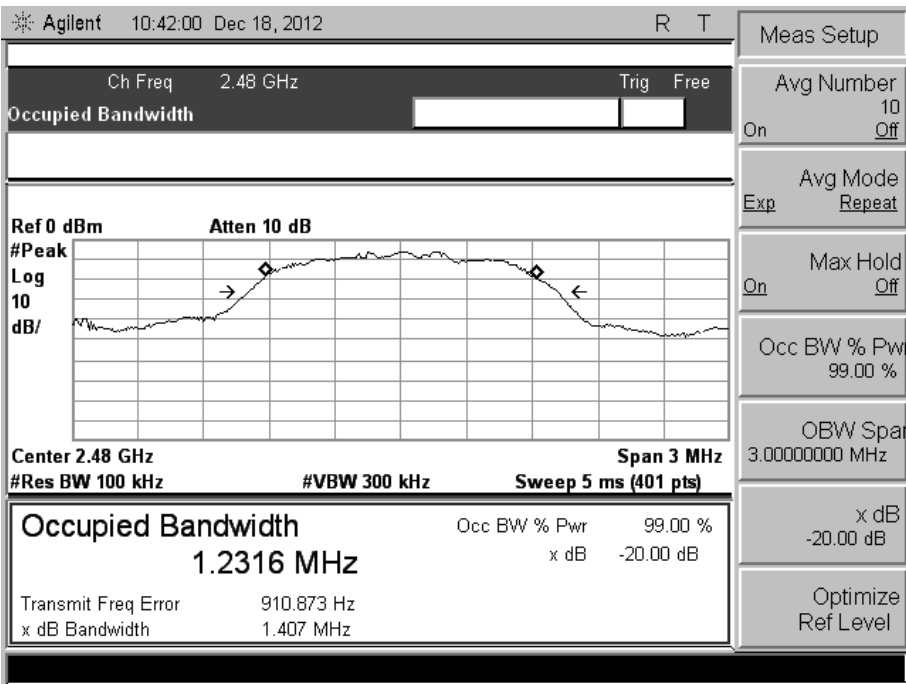 Agilent 10:42:00 Dec 18, 2012 R T
Ch Freq 2.48 GHz Trig Free
Occupied Bandwidth
Ref 0 dBm Atten 10 dB
#Peak
Log
10
dB/
Center 2.48 GHz Span 3 MHz
#Res BW 100 kHz #VBW 300 kHz Sweep 5 ms (401 pts)
Occupied Bandwidth Occ BW % Pwr 99.00 %
1.2316 MHz x dB -20.00 dB
Transmit Freq Error 910.873 Hz
x dB Bandwidth 1.407 MHz
Meas Setup
Avg Number
10
On Off
Avg Mode
Exp Repeat
Max Hold
On Off
Occ BW % Pwr
99.00 %
OBW Spa
3.00000000 MHz
x dB
-20.00 dB
Optimize
Ref Level